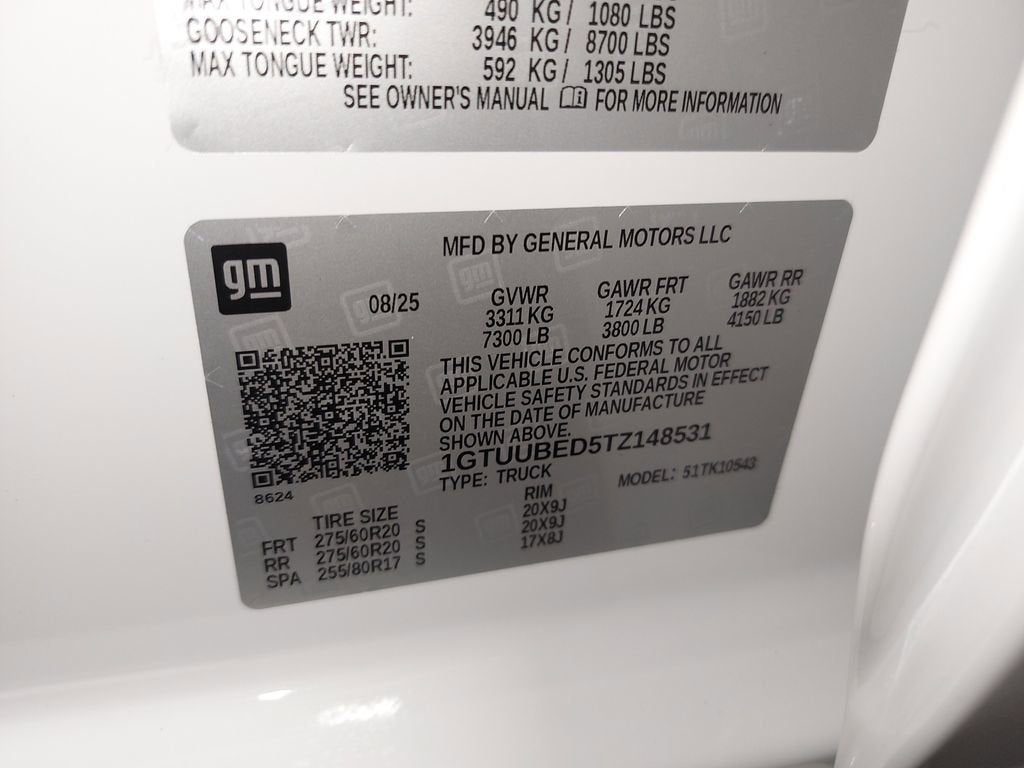 MAX TONGUE WEIGHT: 490 KG / 1080 LBS
GOOSENECK TWR: 3946 KG / 8700 LBS
MAX TONGUE WEIGHT: 592 KG / 1305 LBS
SEE OWNER'S MANUAL FOR MORE INFORMATION
gm
MFD BY GENERAL MOTORS LLC
08/25 GVWR GAWR FRT GAWR RR
3311 KG 1724 KG 1882 KG
7300 LB 3800 LB 4150 LB
THIS VEHICLE CONFORMS TO ALL
APPLICABLE U.S. FEDERAL MOTOR
VEHICLE SAFETY STANDARDS IN EFFECT
ON THE DATE OF MANUFACTURE
SHOWN ABOVE.
1GTUUBED5TZ148531
TYPE: TRUCK MODEL: 51TK10543
8624
TIRE SIZE RIM
FRT 275/60R20 S 20X9J
RR 275/60R20 S 20X9J
SPA 255/80R17 S 17X8J